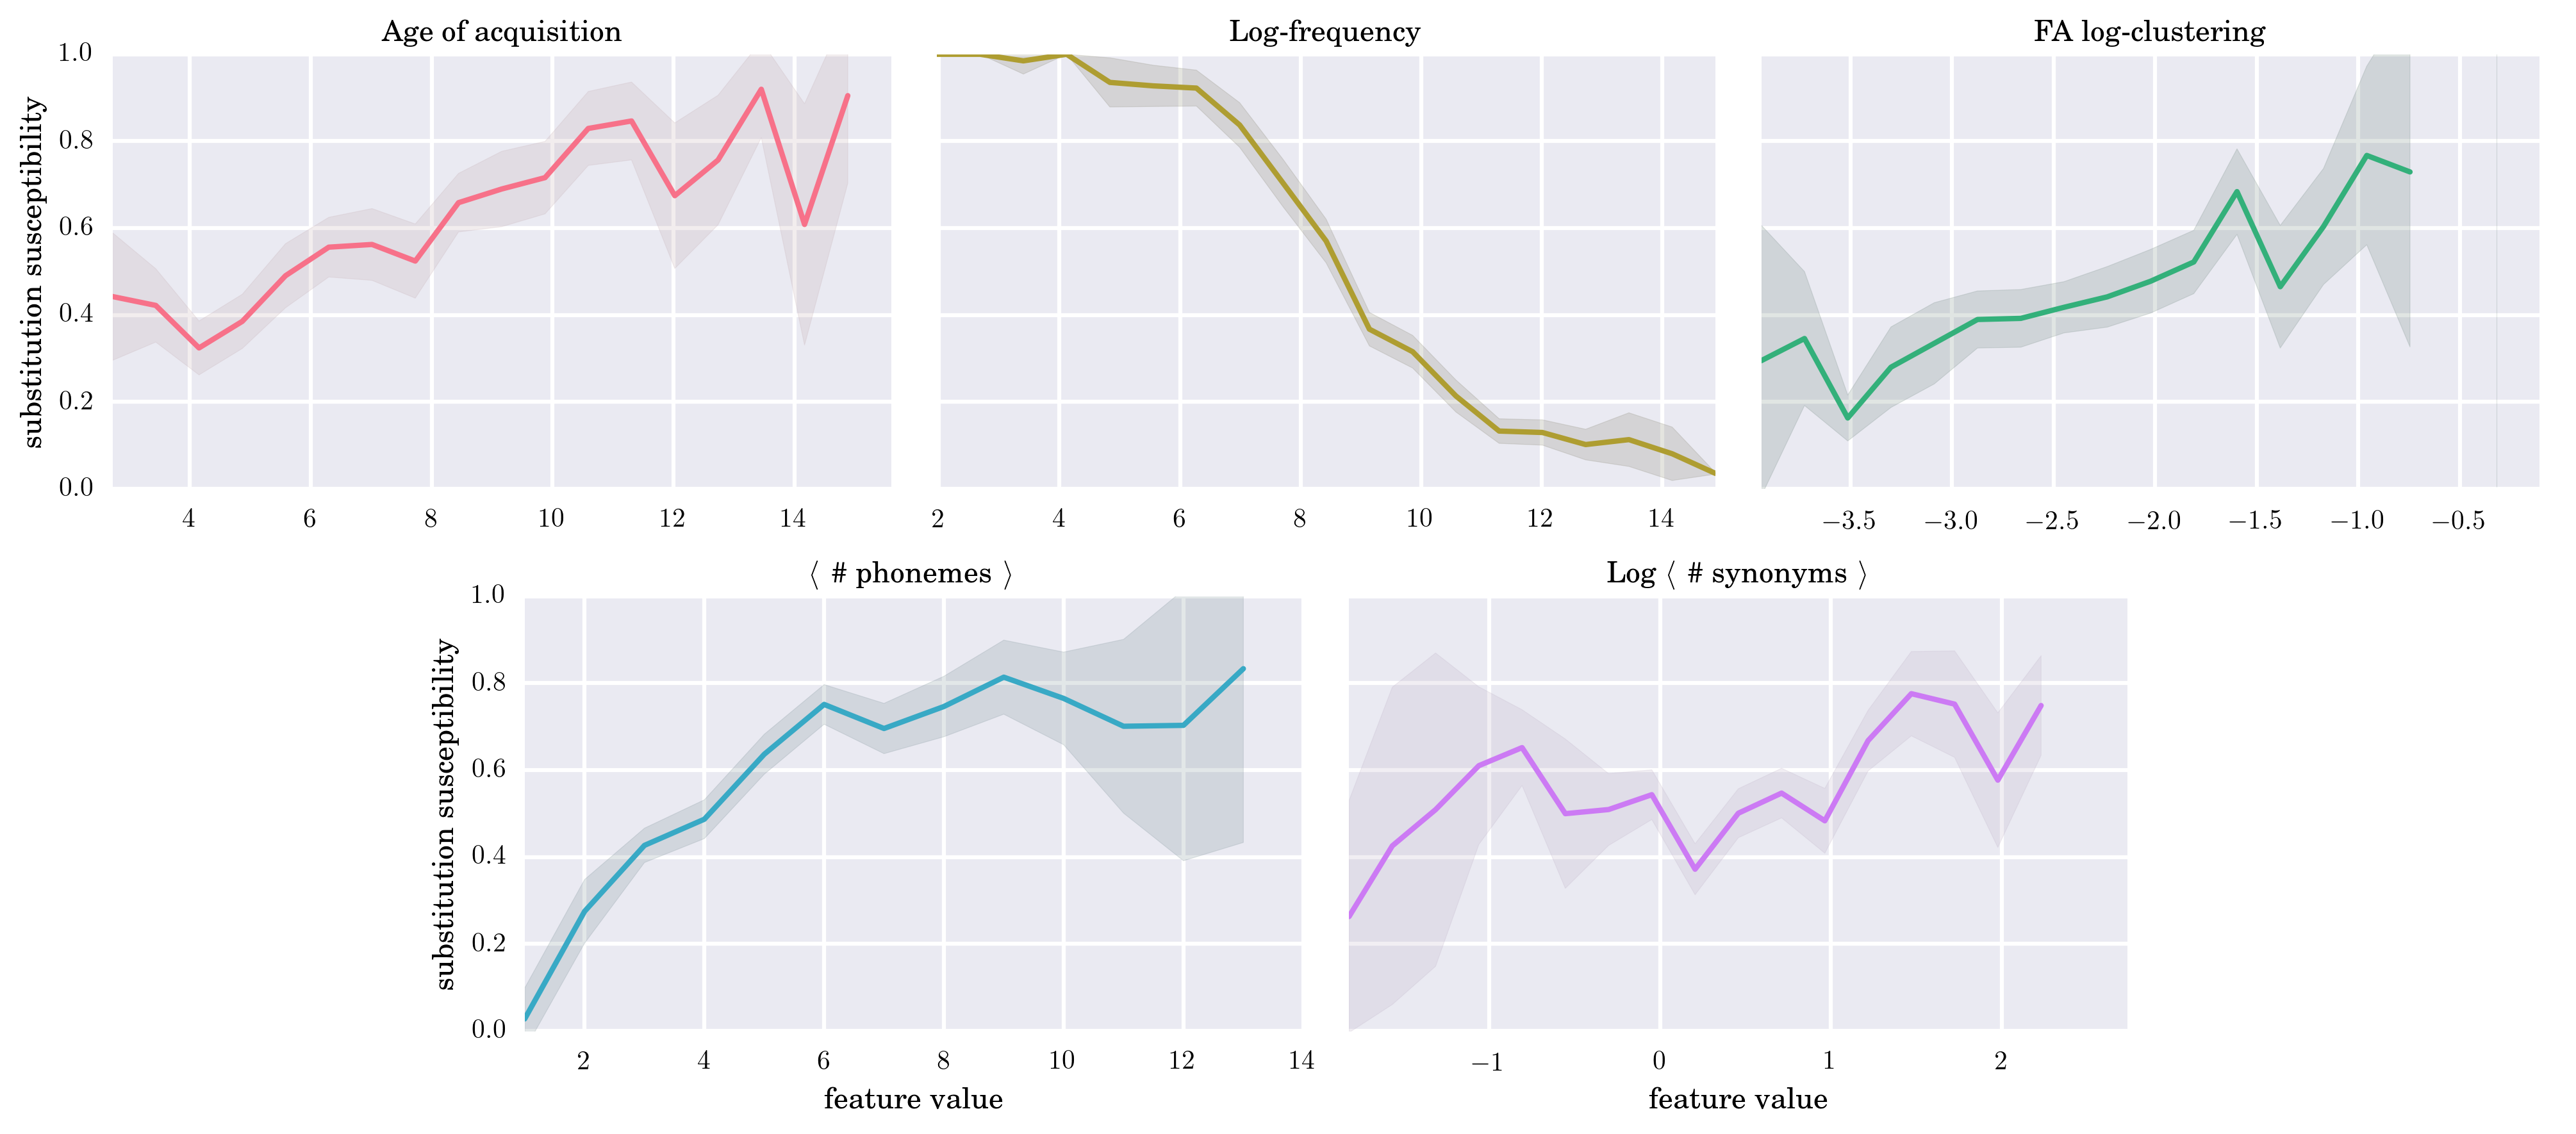 Age of acquisition
Log-frequency
FA log-clustering
substitution susceptibility
1.0
0.8
0.6
0.4
0.2
0.0
4 6 8 10 12 14
2 4 6 8 10 12 14
−3.5 −3.0 −2.5 −2.0 −1.5 −1.0 −0.5
⟨ # phonemes ⟩
Log ⟨ # synonyms ⟩
substitution susceptibility
1.0
0.8
0.6
0.4
0.2
0.0
2 4 6 8 10 12 14
−1 0 1 2
feature value
feature value